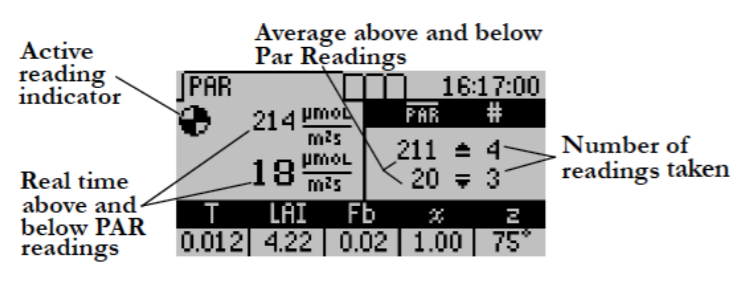 Average above and below
Par Readings
Active
reading
indicator
PAR 16:17:00
214 µmol/m²s
18 µmol/m²s
PAR #
211 4
20 3
Number of
readings taken
Real time
above and
below PAR
readings
T LAI Fb x z
0.012 4.22 0.02 1.00 75°